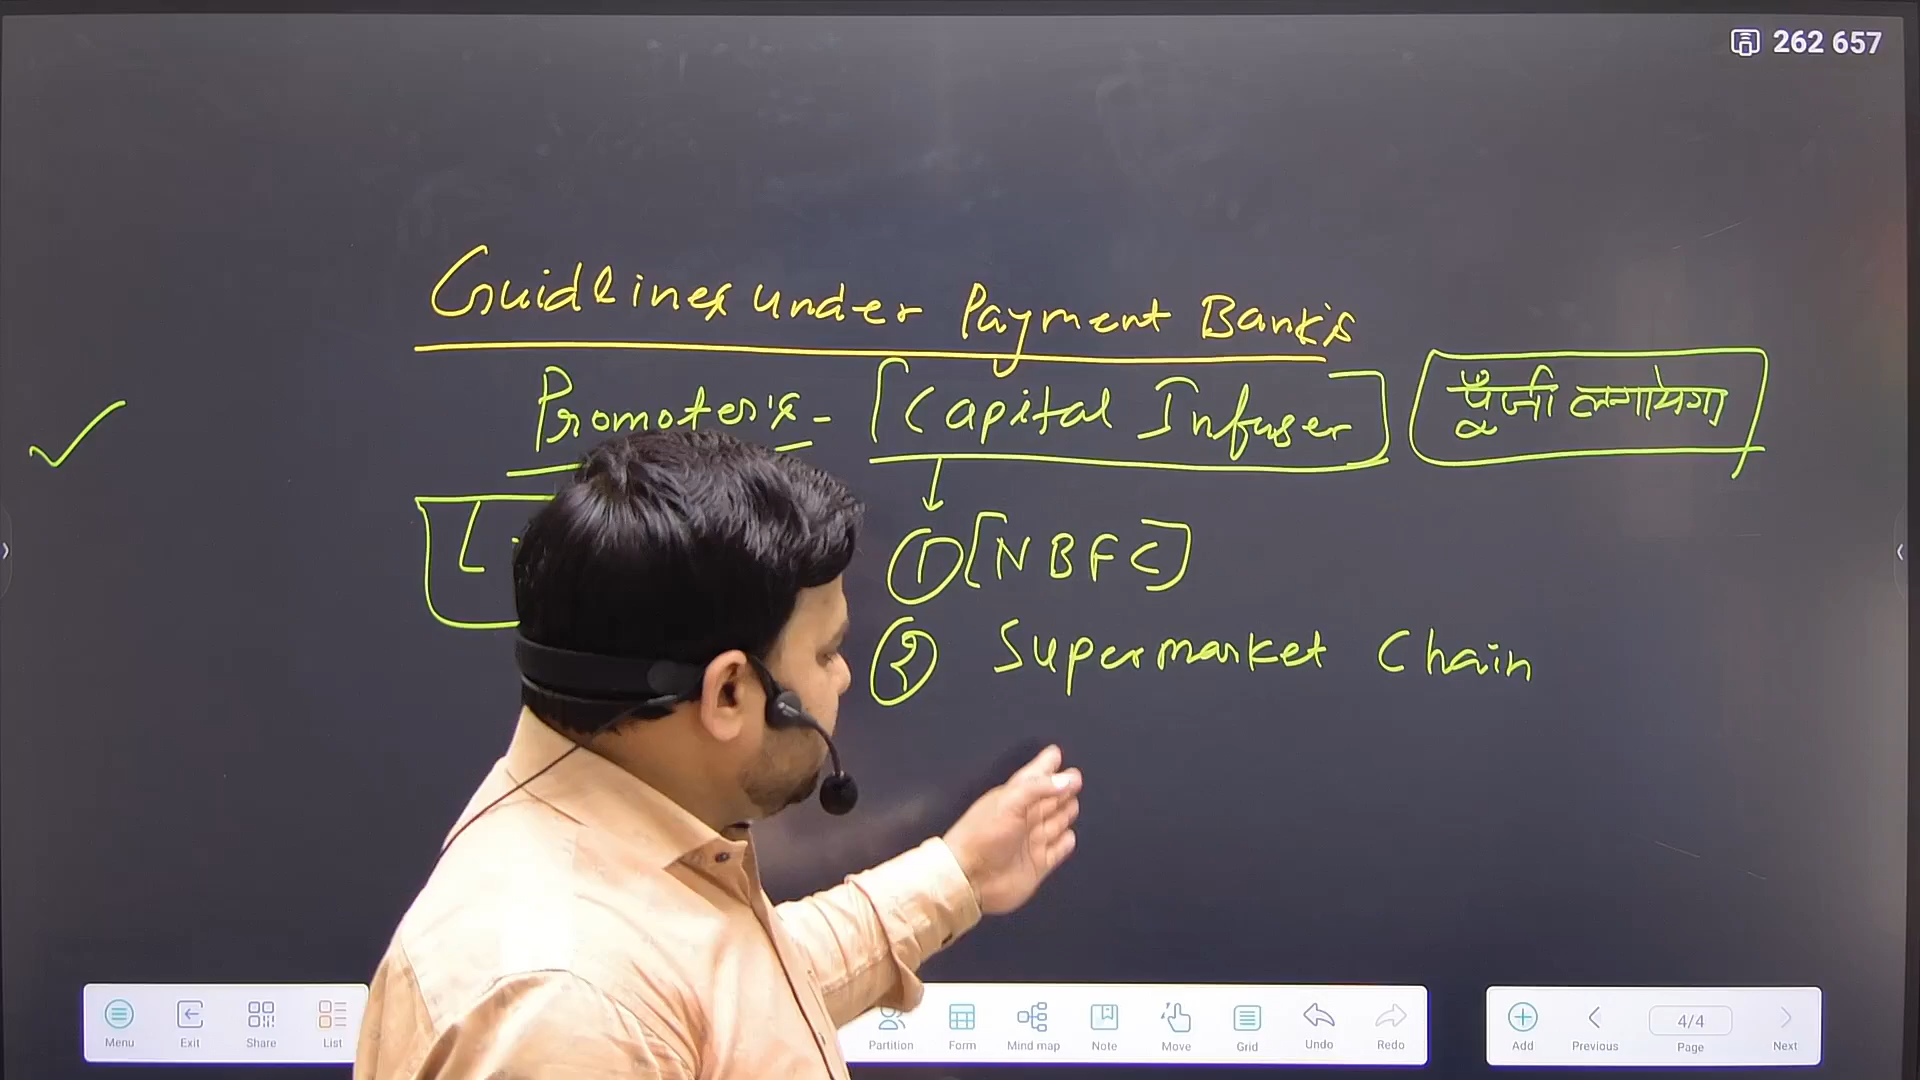 262 657
Guidlines under Payment Bank's
Promoter's - [Capital Infuser] पूँजी लगायेगा
① [NBFC]
② Supermarket Chain
Menu Exit Share List Partition Form Mind map Note Move Grid Undo Redo Add Previous 4/4 Page Next